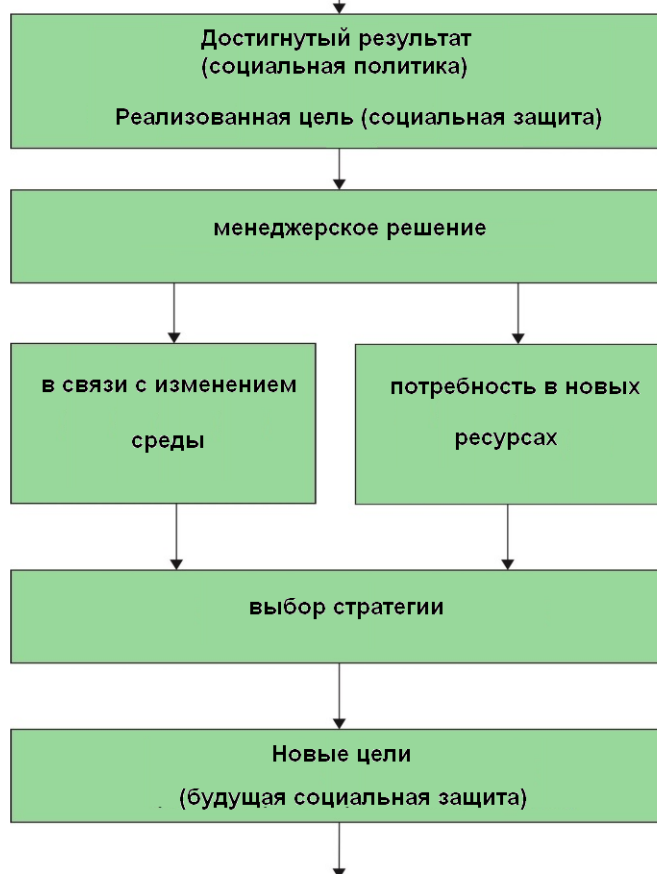 Достигнутый результат
(социальная политика)
Реализованная цель (социальная защита)
менеджерское решение
в связи с изменением
среды
потребность в новых
ресурсах
выбор стратегии
Новые цели
(будущая социальная защита)